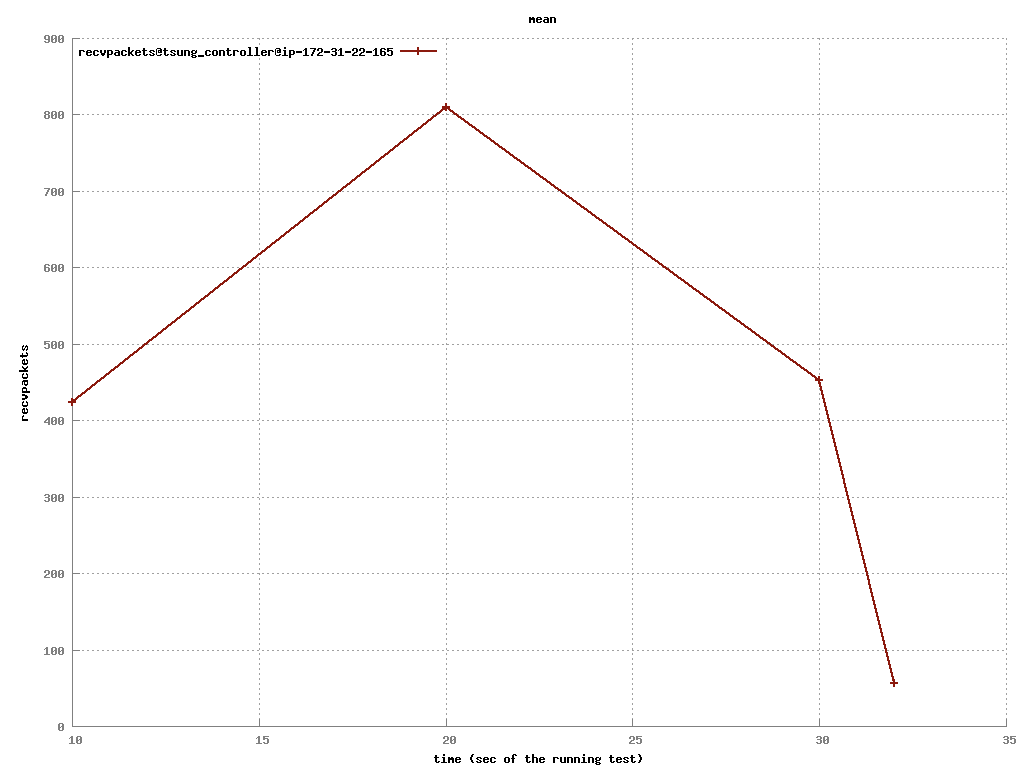 mean
900
recvpackets@tsung_controller@ip-172-31-22-165
800
700
600
500
recvpackets
400
300
200
100
0
10 15 20 25 30 35
time (sec of the running test)